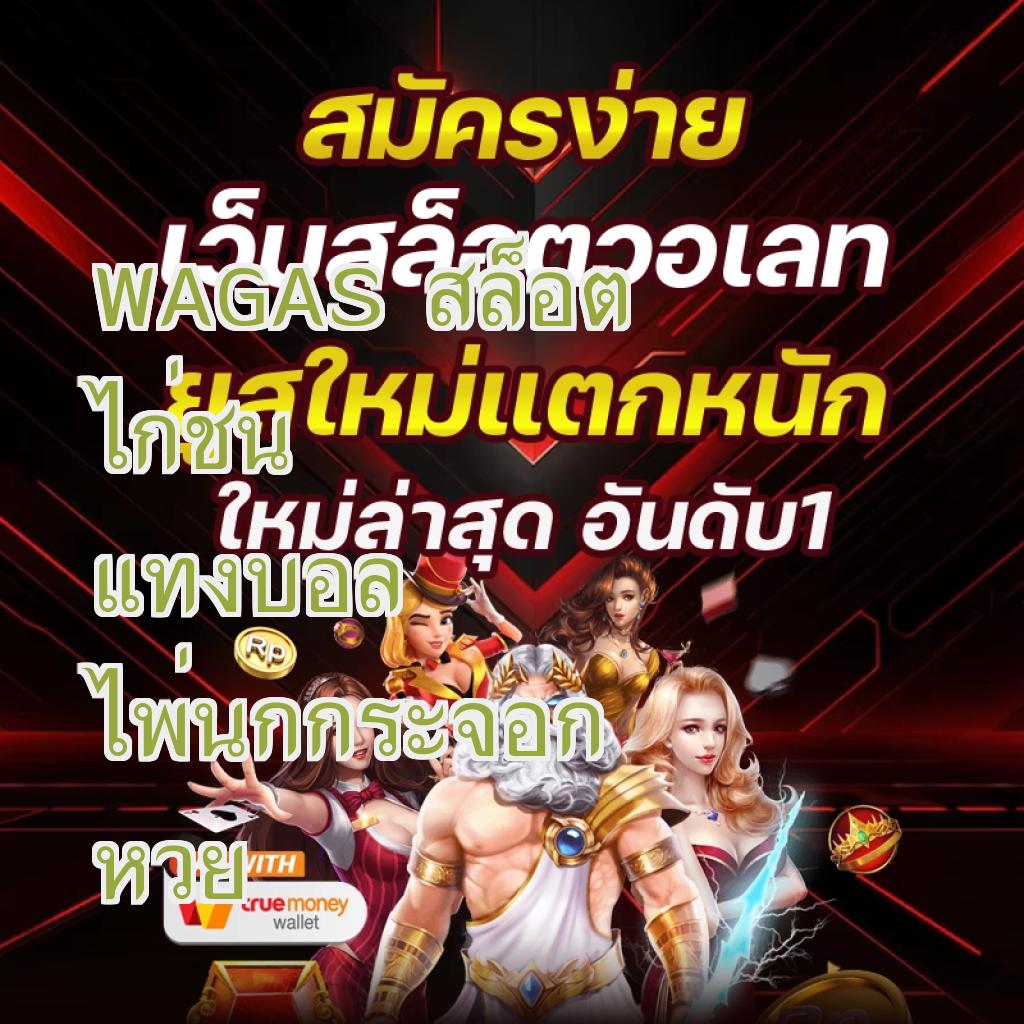 สมัครง่าย
เว็บสล็อตวอเลท
WAGAS สล็อต
ใหม่แตกหนัก
ไก่ชน
ใหม่ล่าสุด อันดับ1
แทงบอล
Rp
ไพ่นกกระจอก
หวย
WITH
truemoney
wallet